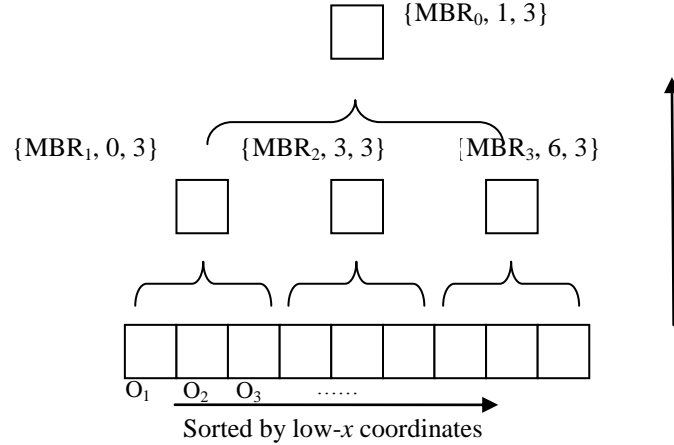 {MBR₀, 1, 3}
{MBR₁, 0, 3} {MBR₂, 3, 3} [MBR₃, 6, 3}
O₁ O₂ O₃ ......
Sorted by low-x coordinates